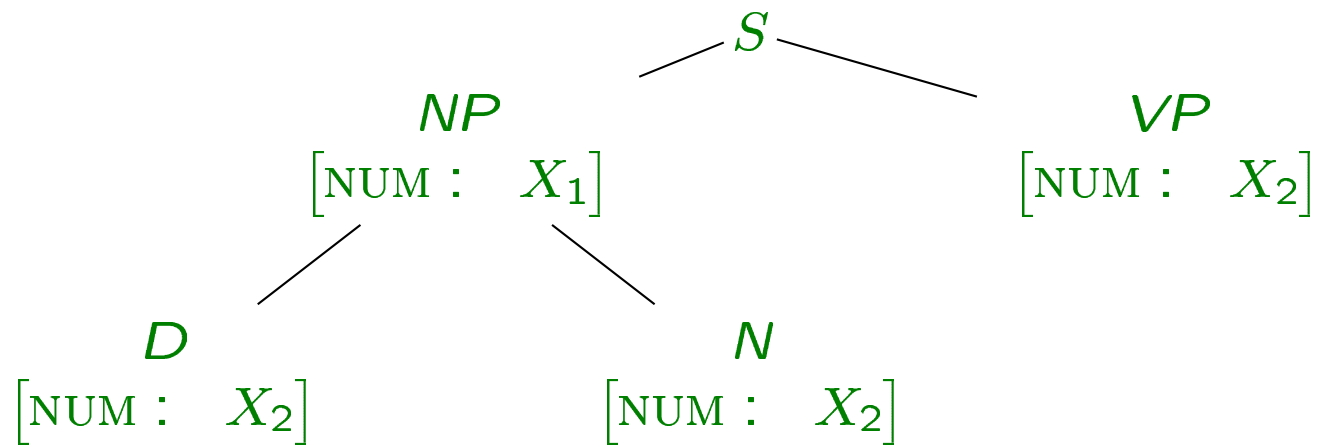 S
NP VP
[NUM : X₁] [NUM : X₂]
D N
[NUM : X₂] [NUM : X₂]